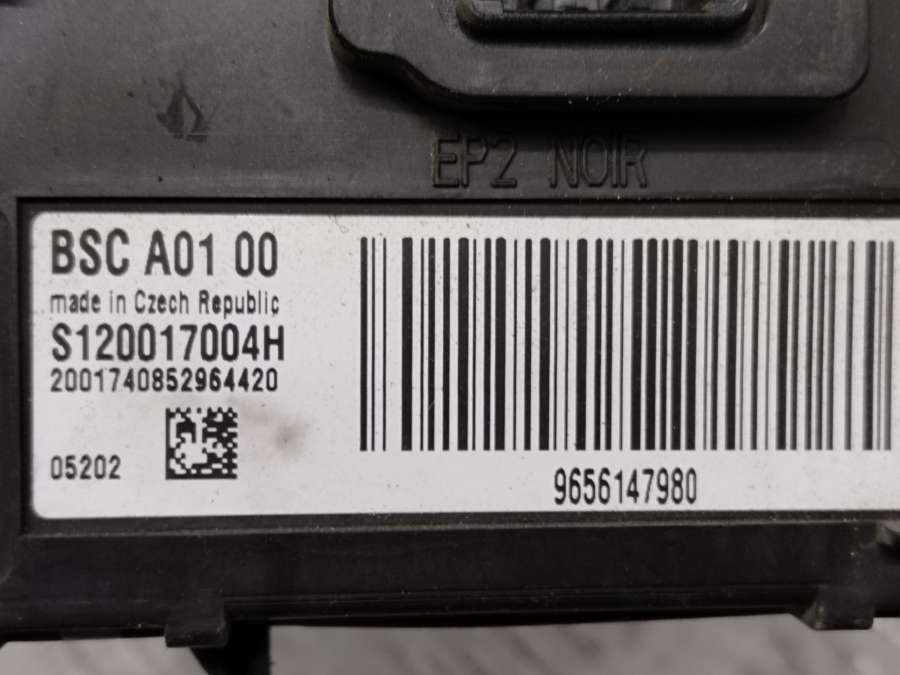 EP2 NOIR
BSC A01 00
made in Czech Republic
S120017004H
2001740852964420
05202
9656147980